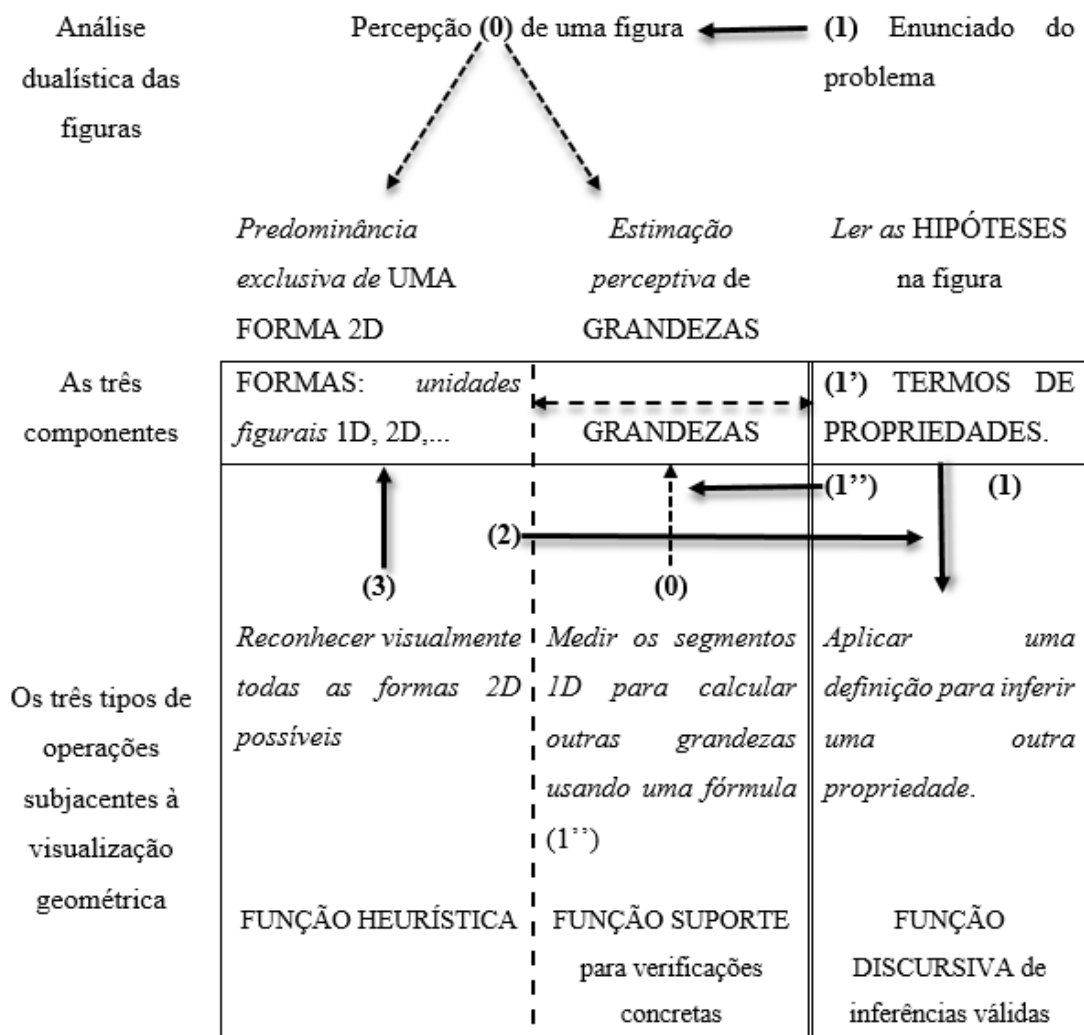 Análise
dualística das
figuras
Percepção (0) de uma figura
(1) Enunciado do
problema
Predominância
exclusiva de UMA
FORMA 2D
Estimação
perceptiva de
GRANDEZAS
Ler as HIPÓTESES
na figura
As três
componentes
FORMAS: unidades
figurais 1D, 2D,...
GRANDEZAS
(1’) TERMOS DE
PROPRIEDADES.
(1’’)
(1)
(2)
(3)
(0)
Os três tipos de
operações
subjacentes à
visualização
geométrica
Reconhecer visualmente
todas as formas 2D
possíveis
Medir os segmentos
1D para calcular
outras grandezas
usando uma fórmula
(1’’)
Aplicar uma
definição para inferir
uma outra
propriedade.
FUNÇÃO HEURÍSTICA
FUNÇÃO SUPORTE
para verificações
concretas
FUNÇÃO
DISCURSIVA de
inferências válidas